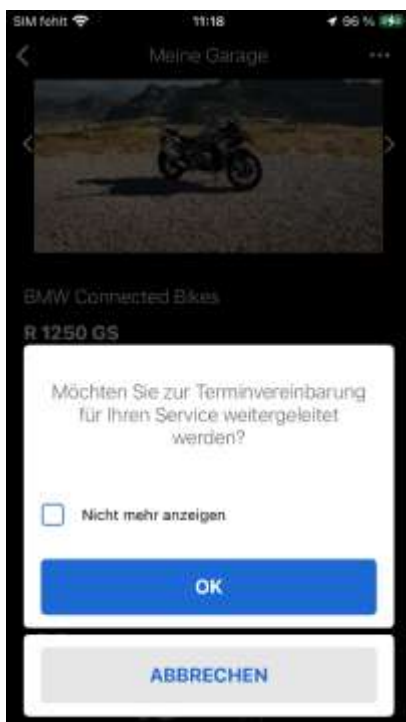 SIM fehlt 11:18 96 %
Meine Garage
BMW Connected Bikes
R 1250 GS
Möchten Sie zur Terminvereinbarung
für Ihren Service weitergeleitet
werden?
Nicht mehr anzeigen
OK
ABBRECHEN